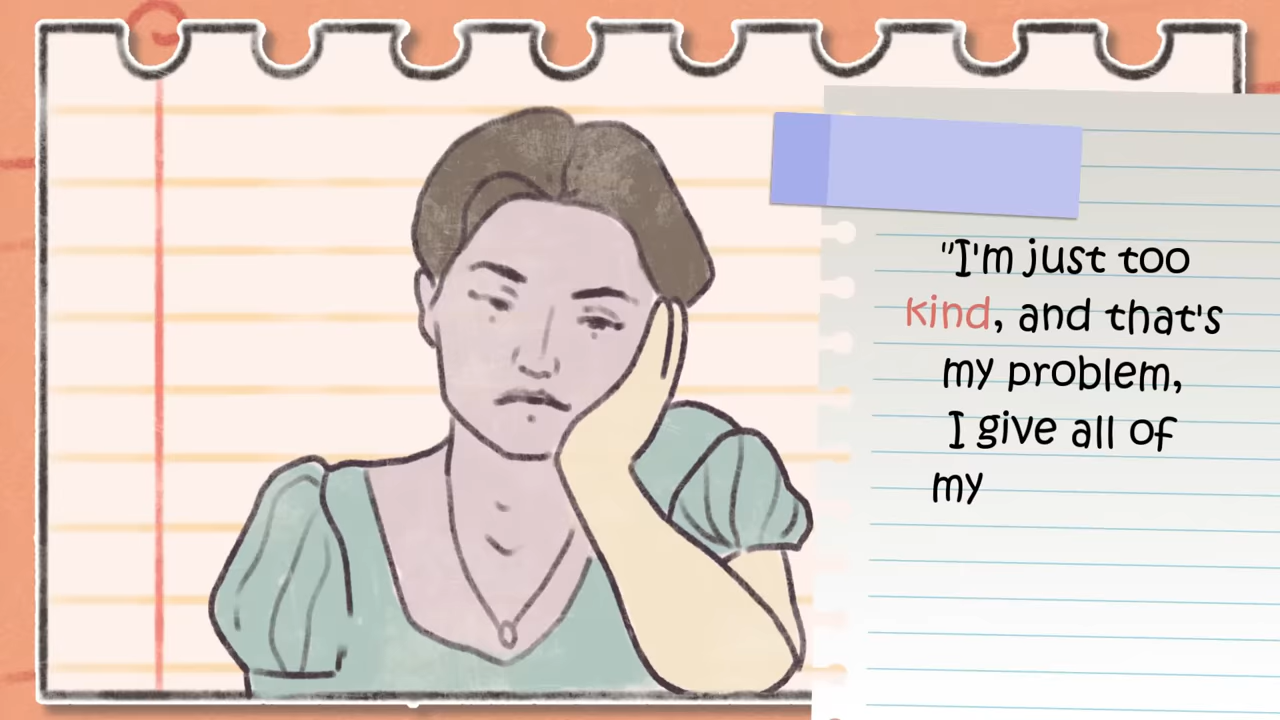 "I'm just too
kind, and that's
my problem,
I give all of
my